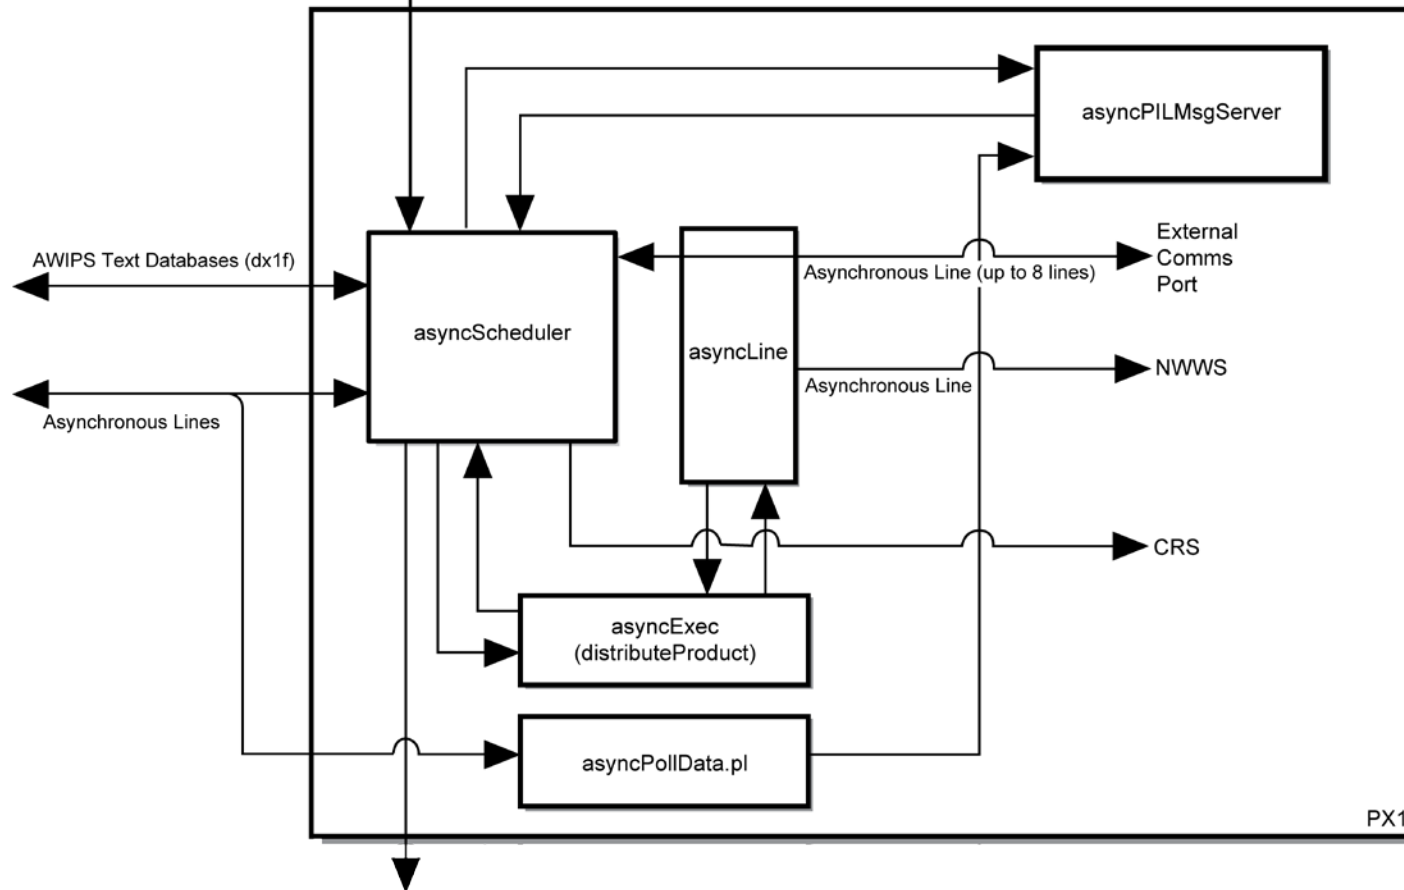 asyncPILMsgServer
External
Comms
Port
AWIPS Text Databases (dx1f)
Asynchronous Line (up to 8 lines)
asyncScheduler
asyncLine
NWWS
Asynchronous Line
Asynchronous Lines
CRS
asyncExec
(distributeProduct)
asyncPollData.pl
PX1